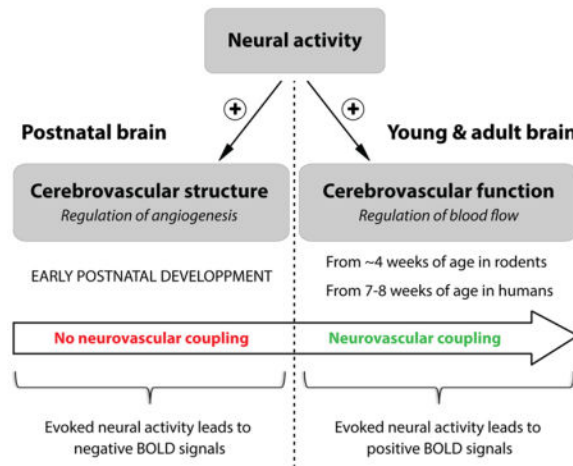 Neural activity
+
+
Postnatal brain
Young & adult brain
Cerebrovascular structure
Regulation of angiogenesis
Cerebrovascular function
Regulation of blood flow
EARLY POSTNATAL DEVELOPPMENT
From ~4 weeks of age in rodents
From 7-8 weeks of age in humans
No neurovascular coupling
Neurovascular coupling
Evoked neural activity leads to
negative BOLD signals
Evoked neural activity leads to
positive BOLD signals